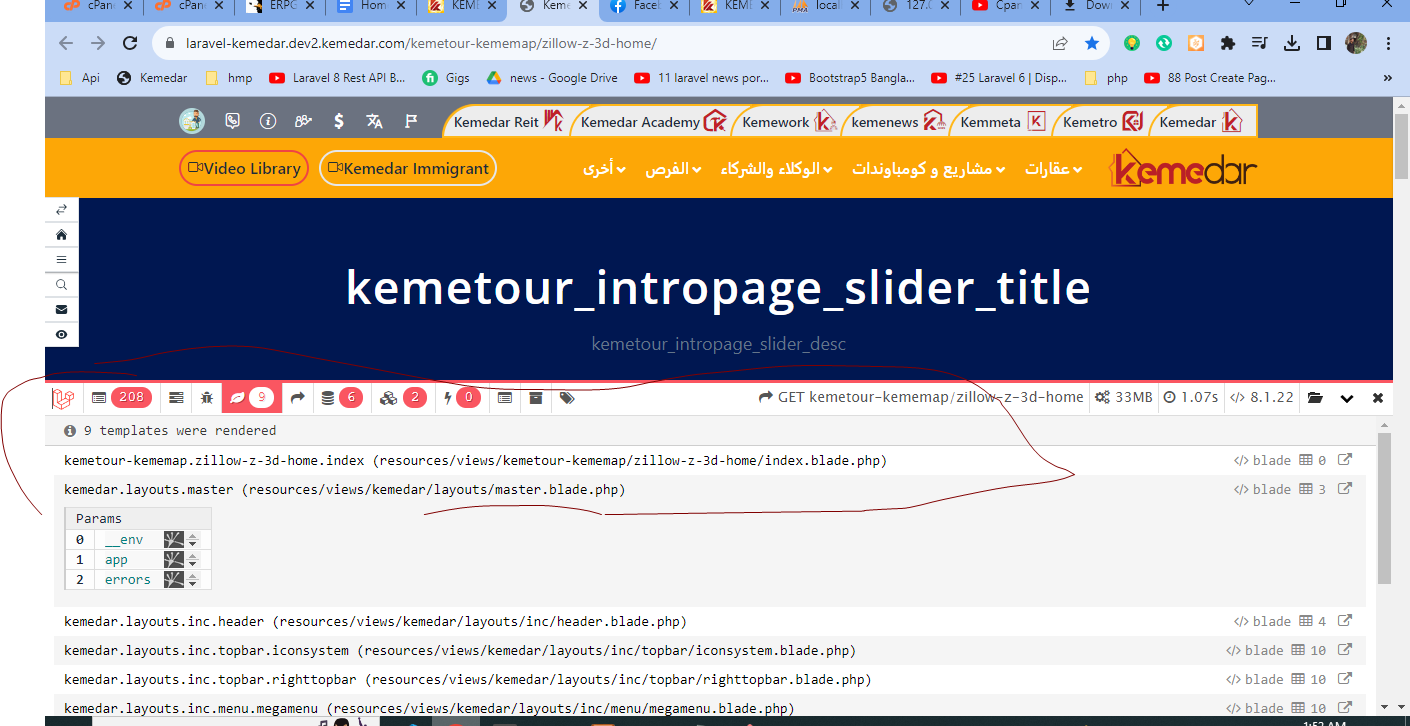 cPan
cPan
ERPG
Home
KEME
Keme
Faceb
KEME
locall
127.0
Cpan
Down
laravel-kemedar.dev2.kemedar.com/kemetour-kememap/zillow-z-3d-home/
Api
Kemedar
hmp
Laravel 8 Rest API B...
Gigs
news - Google Drive
11 laravel news por...
Bootstrap5 Bangla...
#25 Laravel 6 | Disp...
php
88 Post Create Pag...
»
Kemedar Reit
Kemedar Academy
Kemework
kemenews
Kemmeta
Kemetro
Kemedar
Video Library
Kemedar Immigrant
أخرى
الفرص
الوكلاء والشركاء
مشاريع و كومباوندات
عقارات
kemedar
kemetour_intropage_slider_title
kemetour_intropage_slider_desc
208
9
6
2
0
GET kemetour-kememap/zillow-z-3d-home
33MB
1.07s
8.1.22
9 templates were rendered
kemetour-kememap.zillow-z-3d-home.index (resources/views/kemetour-kememap/zillow-z-3d-home/index.blade.php)
blade 0
kemedar.layouts.master (resources/views/kemedar/layouts/master.blade.php)
blade 3
Params
0 __env
1 app
2 errors
kemedar.layouts.inc.header (resources/views/kemedar/layouts/inc/header.blade.php)
blade 4
kemedar.layouts.inc.topbar.iconsystem (resources/views/kemedar/layouts/inc/topbar/iconsystem.blade.php)
blade 10
kemedar.layouts.inc.topbar.righttopbar (resources/views/kemedar/layouts/inc/topbar/righttopbar.blade.php)
blade 10
kemedar.layouts.inc.menu.megamenu (resources/views/kemedar/layouts/inc/menu/megamenu.blade.php)
blade 10
1:52 AM